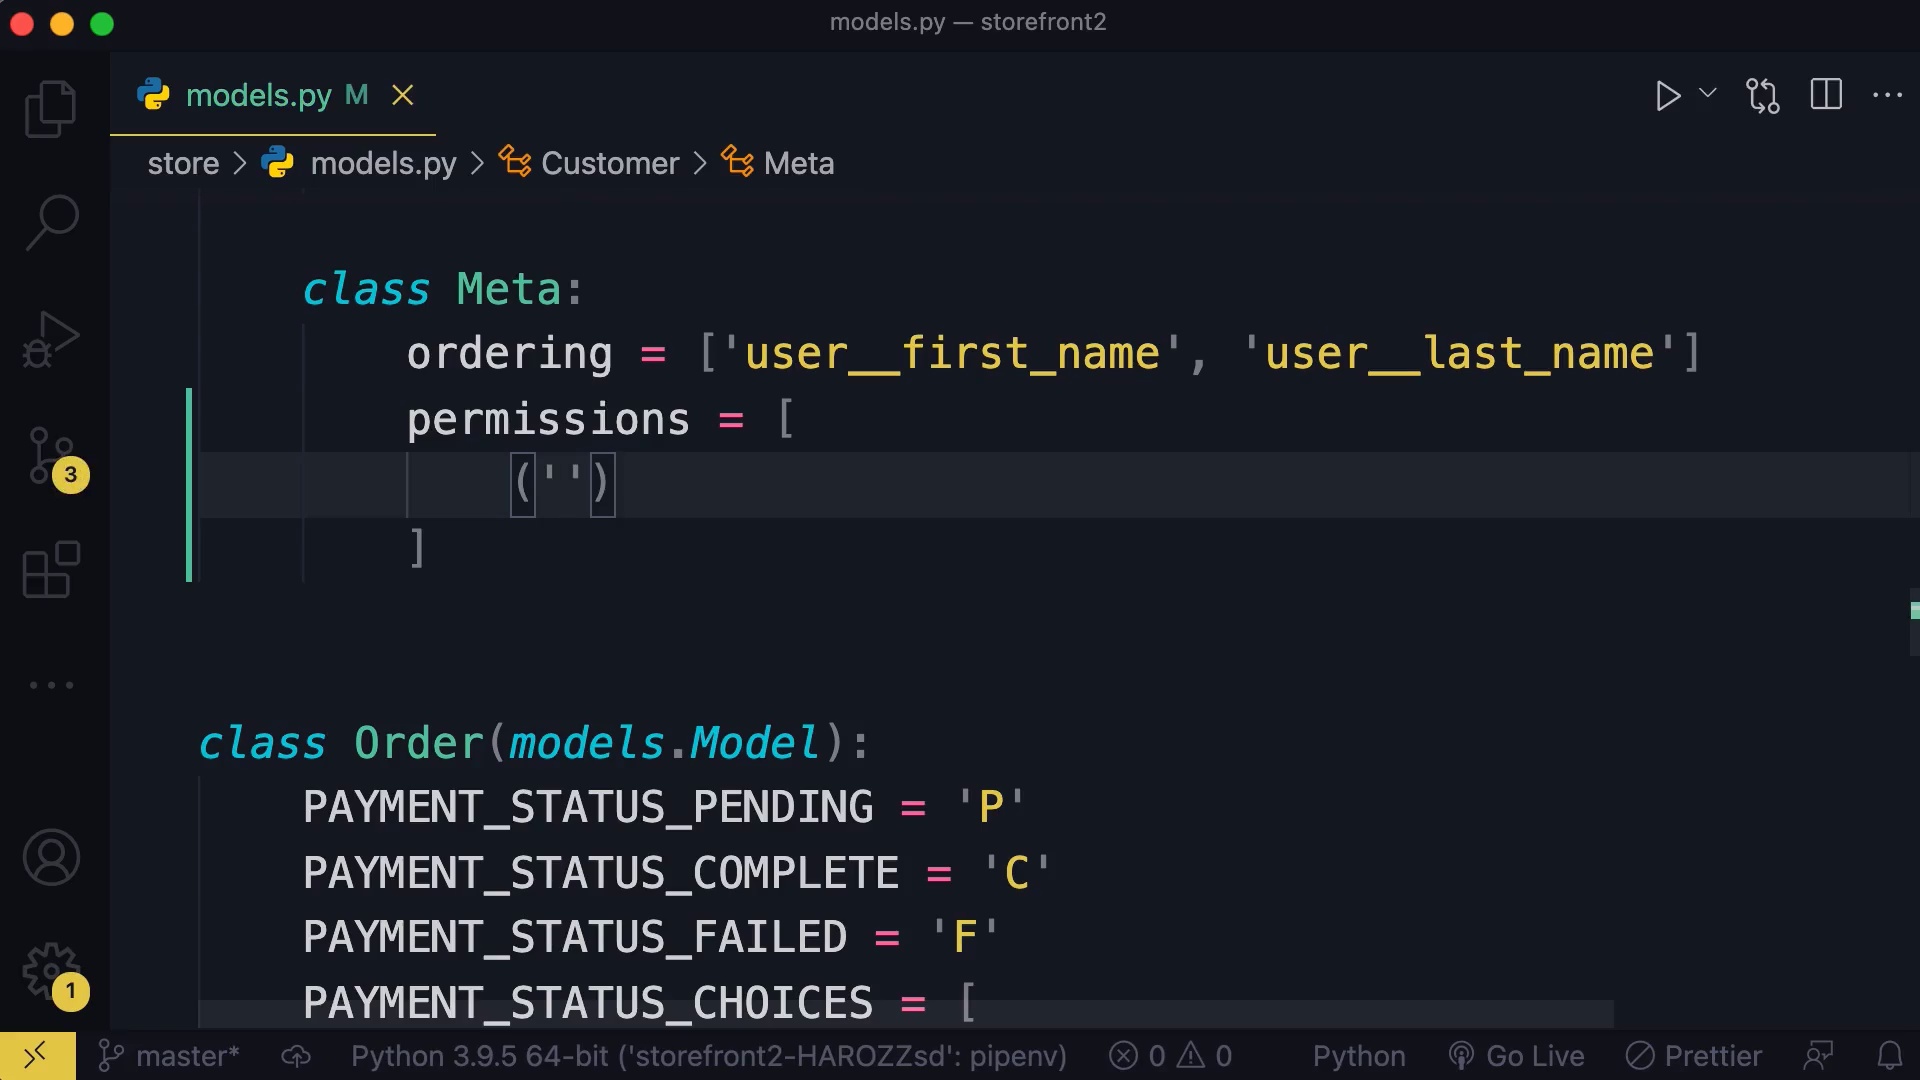 models.py — storefront2
models.py M
store > models.py > Customer > Meta
class Meta:
ordering = ['user__first_name', 'user__last_name']
permissions = [
('')
]
class Order(models.Model):
PAYMENT_STATUS_PENDING = 'P'
PAYMENT_STATUS_COMPLETE = 'C'
PAYMENT_STATUS_FAILED = 'F'
PAYMENT_STATUS_CHOICES = [
3
1
master* Python 3.9.5 64-bit ('storefront2-HAROZZsd': pipenv) 0 0 Python Go Live Prettier